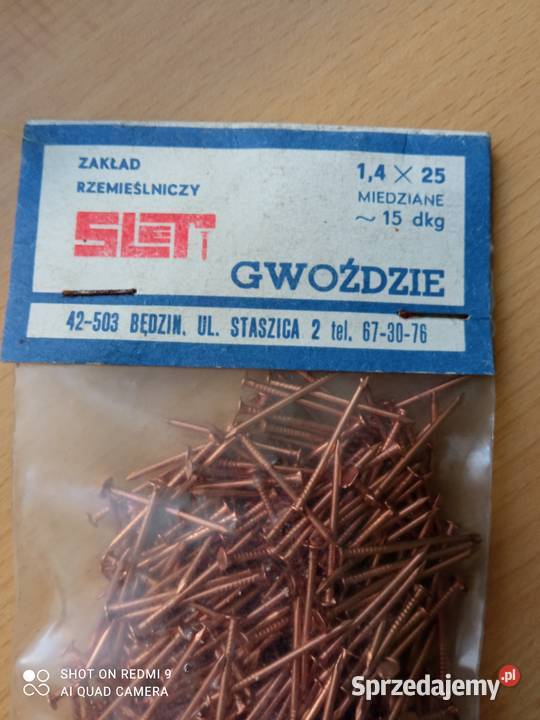 ZAKŁAD
RZEMIEŚLNICZY
SLET
1,4 X 25
MIEDZIANE
~ 15 dkg
GWOŹDZIE
42-503 BĘDZIN. UL. STASZICA 2 tel. 67-30-76
SHOT ON REDMI 9
AI QUAD CAMERA
Sprzedajemy.pl